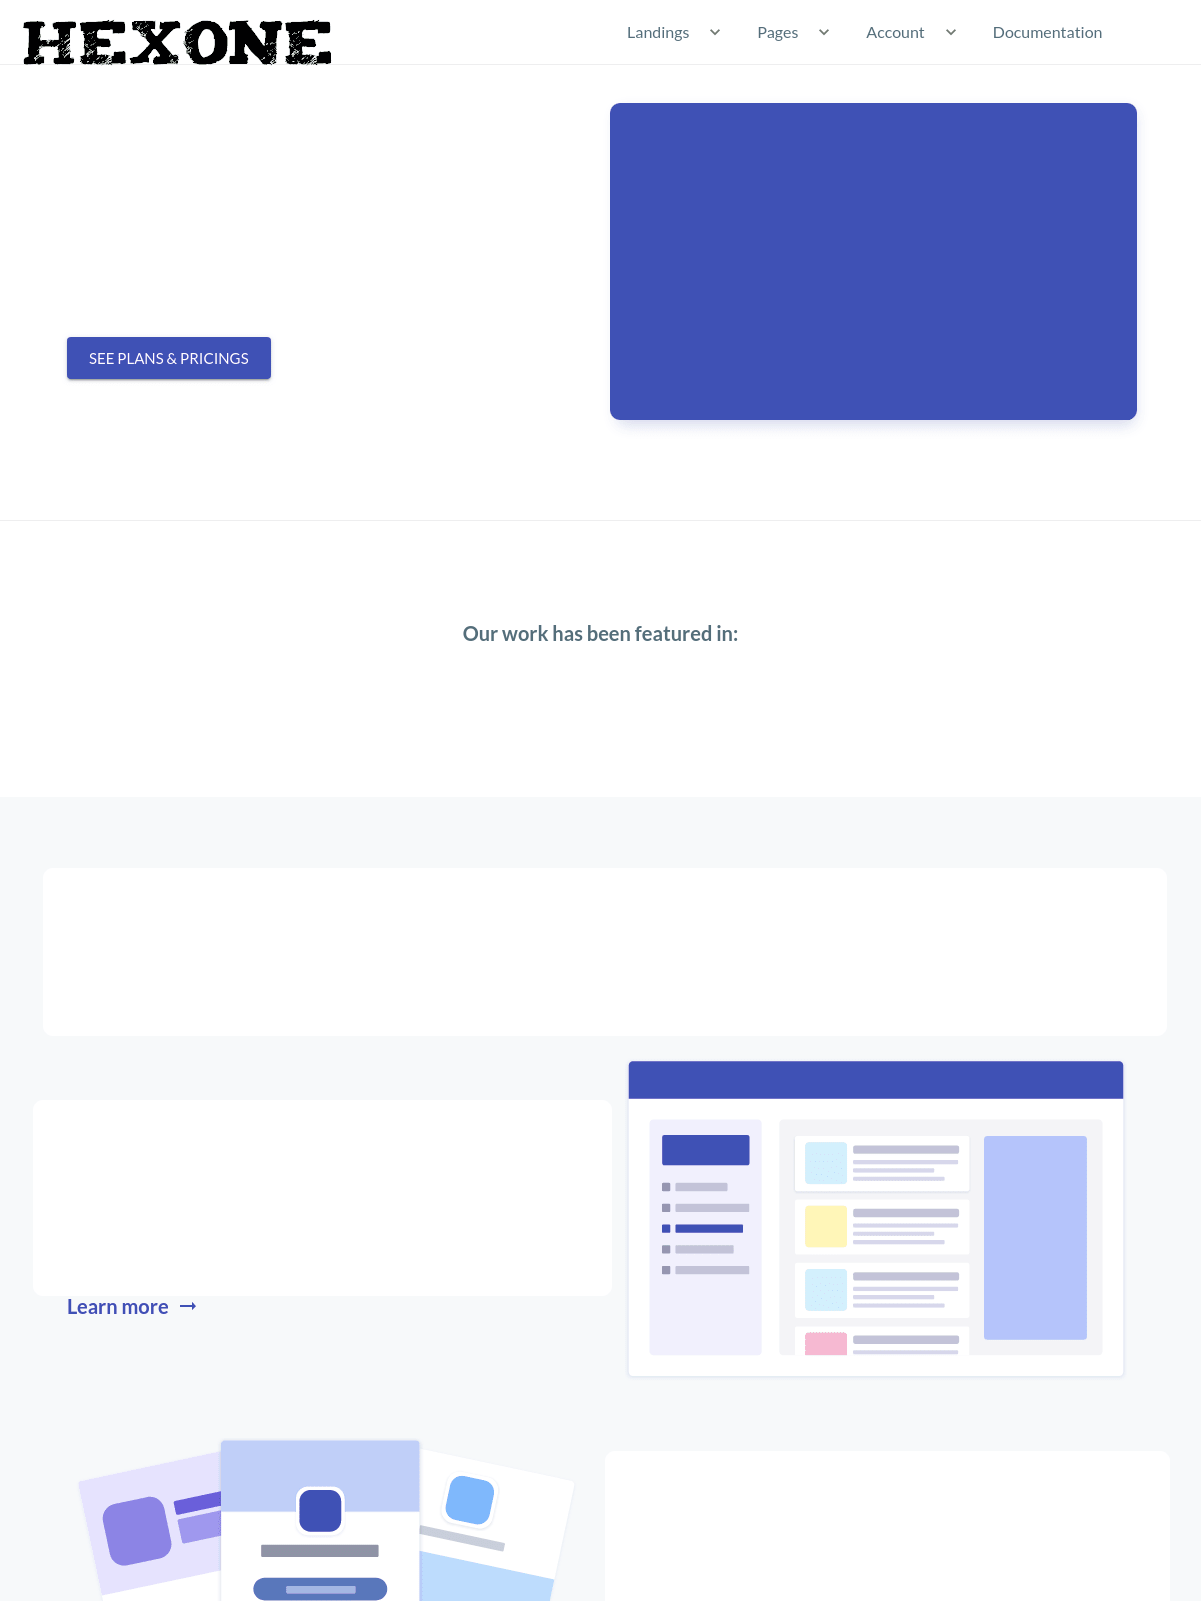 HEXONE
Landings Pages Account Documentation
SEE PLANS & PRICINGS
Our work has been featured in:
Learn more